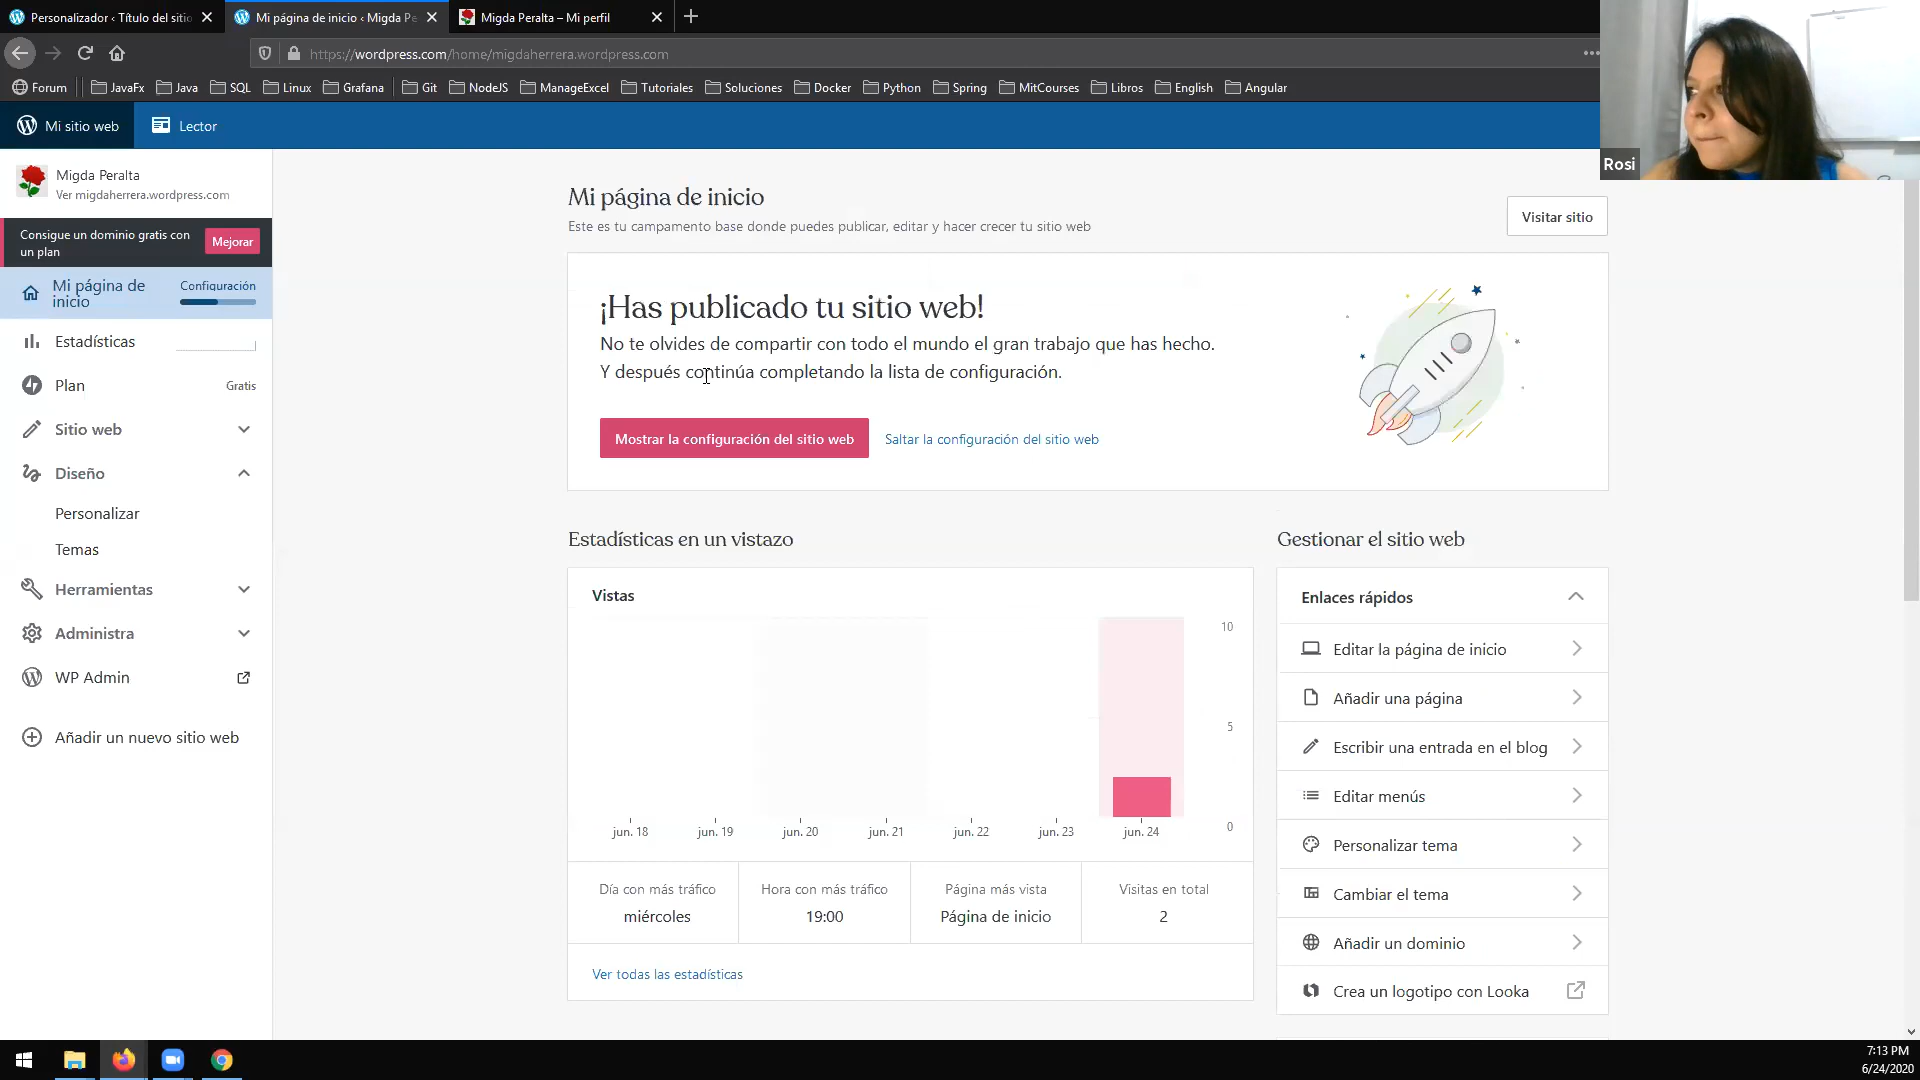 Personalizador ‹ Título del sitio
Mi página de inicio ‹ Migda Pe
Migda Peralta – Mi perfil
https://wordpress.com/home/migdaherrera.wordpress.com
Forum
JavaFx
Java
SQL
Linux
Grafana
Git
NodeJS
ManageExcel
Tutoriales
Soluciones
Docker
Python
Spring
MitCourses
Libros
English
Angular
Rosi
Mi sitio web
Lector
Migda Peralta
Ver migdaherrera.wordpress.com
Consigue un dominio gratis con
un plan
Mejorar
Mi página de
inicio
Configuración
Estadísticas
Plan
Gratis
Sitio web
Diseño
Personalizar
Temas
Herramientas
Administra
WP Admin
Añadir un nuevo sitio web
Mi página de inicio
Este es tu campamento base donde puedes publicar, editar y hacer crecer tu sitio web
Visitar sitio
¡Has publicado tu sitio web!
No te olvides de compartir con todo el mundo el gran trabajo que has hecho.
Y después continúa completando la lista de configuración.
Mostrar la configuración del sitio web
Saltar la configuración del sitio web
Estadísticas en un vistazo
Vistas
10
5
0
jun. 18
jun. 19
jun. 20
jun. 21
jun. 22
jun. 23
jun. 24
Día con más tráfico
miércoles
Hora con más tráfico
19:00
Página más vista
Página de inicio
Visitas en total
2
Ver todas las estadísticas
Gestionar el sitio web
Enlaces rápidos
Editar la página de inicio
Añadir una página
Escribir una entrada en el blog
Editar menús
Personalizar tema
Cambiar el tema
Añadir un dominio
Crea un logotipo con Looka
7:13 PM
6/24/2020